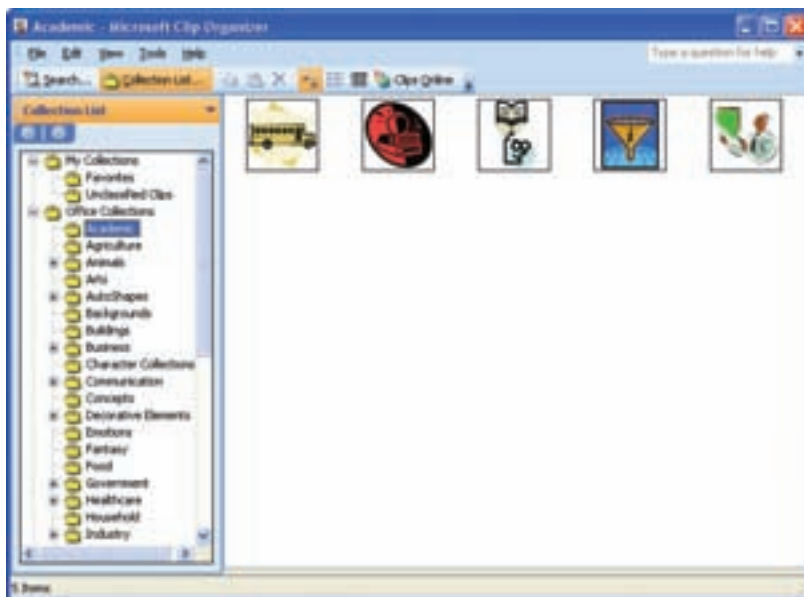 Academic - Microsoft Clip Organizer
File Edit View Tools Help
Type a question for help
Search... Collection List... Clips Online
Collection List
My Collections
Favorites
Unclassified Clips
Office Collections
Academic
Agriculture
Animals
Arts
AutoShapes
Backgrounds
Buildings
Business
Character Collections
Communication
Concepts
Decorative Elements
Emotions
Fantasy
Food
Government
Healthcare
Household
Industry
5 Items